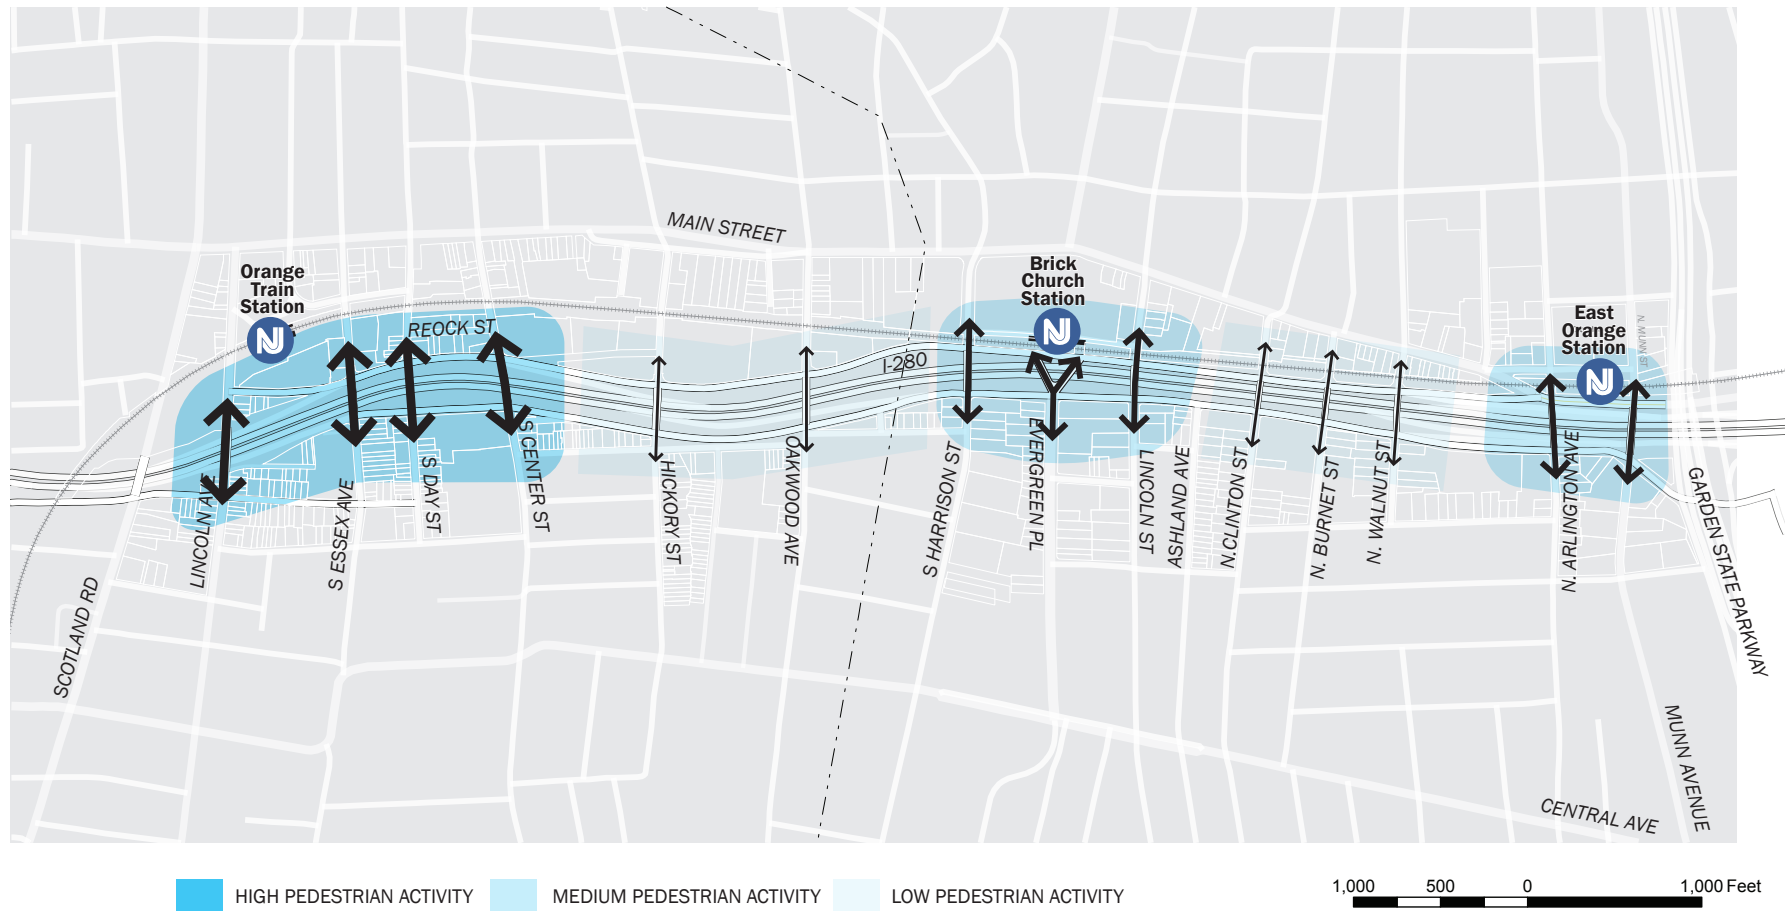 MAIN STREET
Orange
Train
Station
Brick
Church
Station
East
Orange
Station
N. MUNN ST
REOCK ST
I-280
LINCOLN AVE
S ESSEX AVE
S DAY ST
S CENTER ST
HICKORY ST
OAKWOOD AVE
S HARRISON ST
EVERGREEN PL
LINCOLN ST
ASHLAND AVE
N.CLINTON ST
N. BURNET ST
N. WALNUT ST
N. ARLINGTON AVE
GARDEN STATE PARKWAY
SCOTLAND RD
MUNN AVENUE
CENTRAL AVE
HIGH PEDESTRIAN ACTIVITY
MEDIUM PEDESTRIAN ACTIVITY
LOW PEDESTRIAN ACTIVITY
1,000 500 0 1,000 Feet